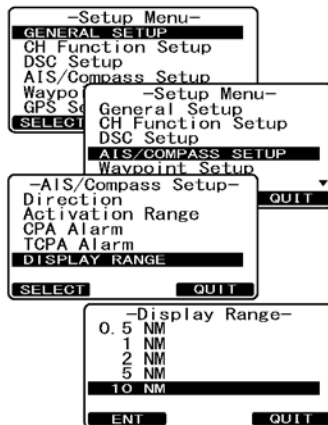 -Setup Menu-
GENERAL SETUP
CH Function Setup
DSC Setup
AIS/Compass Setup
GPS
SELECT
-Setup Menu-
General Setup
CH Function Setup
DSC Setup
AIS/COMPASS SETUP
Waypoint Setup
QUIT
-AIS/Compass Setup-
Direction
Activation Range
CPA Alarm
TCPA Alarm
DISPLAY RANGE
SELECT QUIT
-Display Range-
0.5 NM
1 NM
2 NM
5 NM
10 NM
ENT QUIT